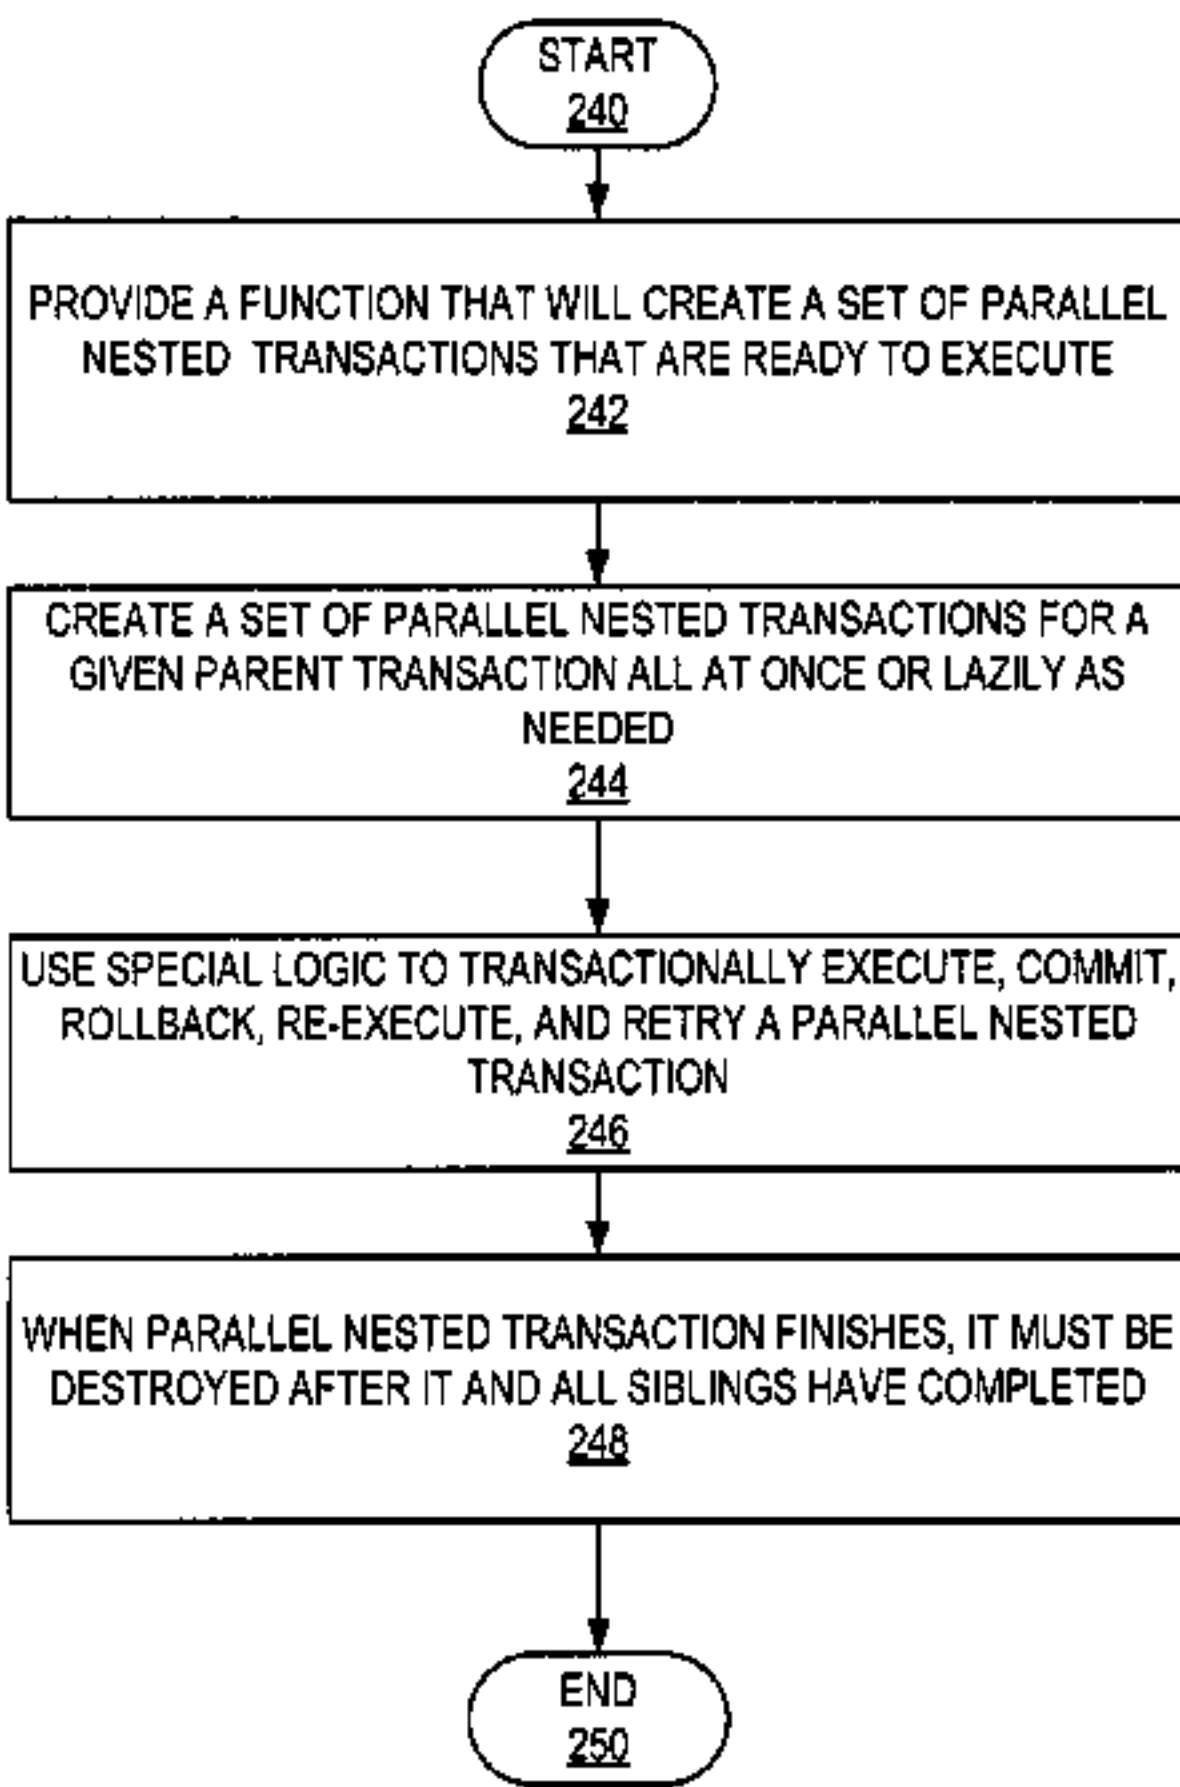 START
240
PROVIDE A FUNCTION THAT WILL CREATE A SET OF PARALLEL
NESTED TRANSACTIONS THAT ARE READY TO EXECUTE
242
CREATE A SET OF PARALLEL NESTED TRANSACTIONS FOR A
GIVEN PARENT TRANSACTION ALL AT ONCE OR LAZILY AS
NEEDED
244
USE SPECIAL LOGIC TO TRANSACTIONALLY EXECUTE, COMMIT,
ROLLBACK, RE-EXECUTE, AND RETRY A PARALLEL NESTED
TRANSACTION
246
WHEN PARALLEL NESTED TRANSACTION FINISHES, IT MUST BE
DESTROYED AFTER IT AND ALL SIBLINGS HAVE COMPLETED
248
END
250